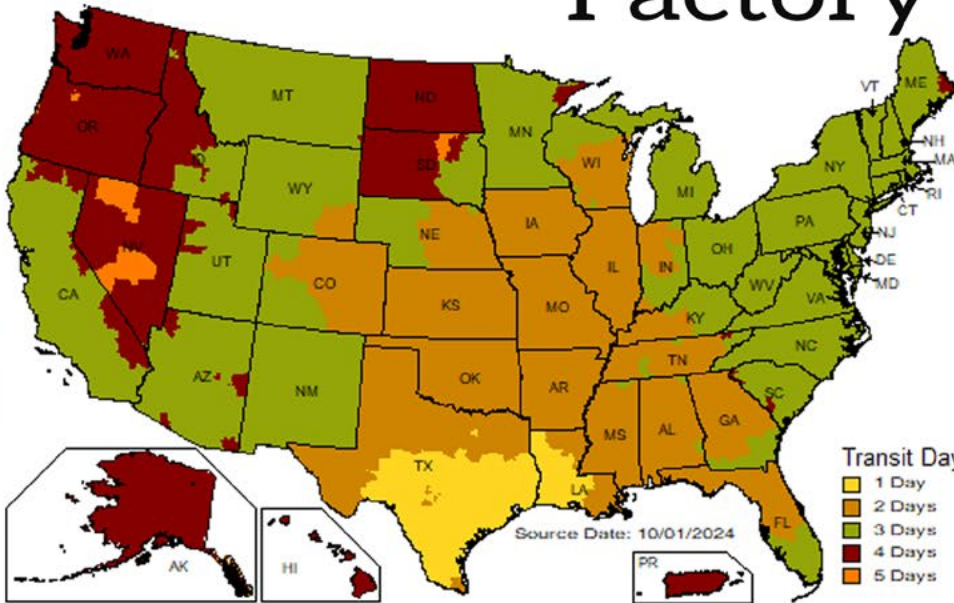 Factory
WA
OR
ID
MT
ND
SD
MN
WY
NV
UT
CO
CA
AZ
NM
NE
KS
OK
TX
IA
MO
AR
LA
WI
IL
IN
MI
OH
KY
TN
MS
AL
GA
FL
SC
NC
VA
WV
PA
NY
VT
ME
NH
MA
RI
CT
NJ
DE
MD
AK
HI
PR
Source Date: 10/01/2024
Transit Day
1 Day
2 Days
3 Days
4 Days
5 Days